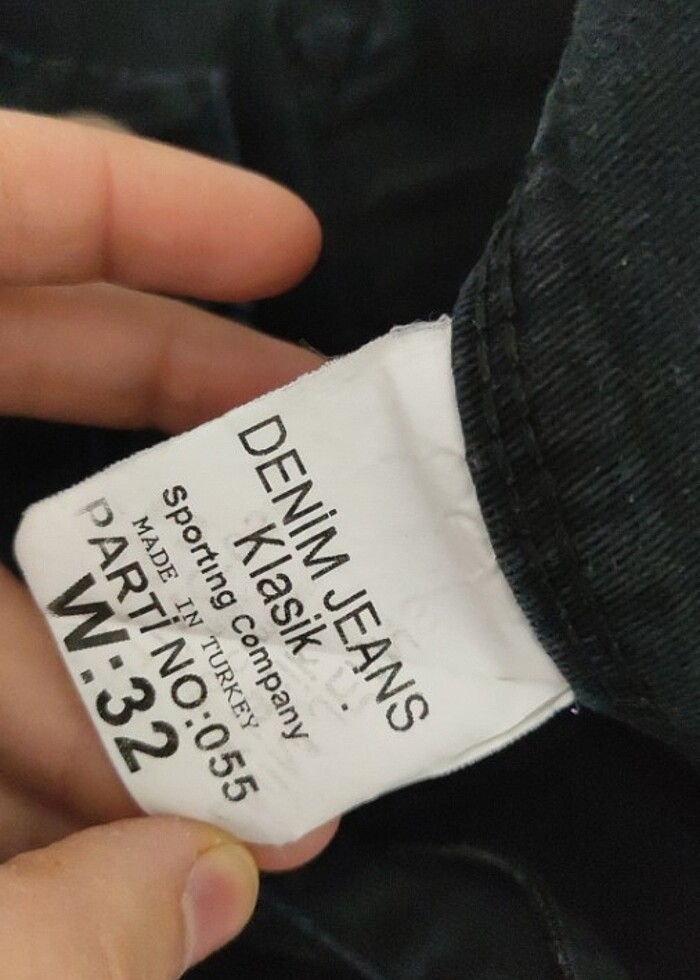 DENİM JEANS
Klasik
Sporting Company
MADE IN TURKEY
PARTİ NO:055
W:32